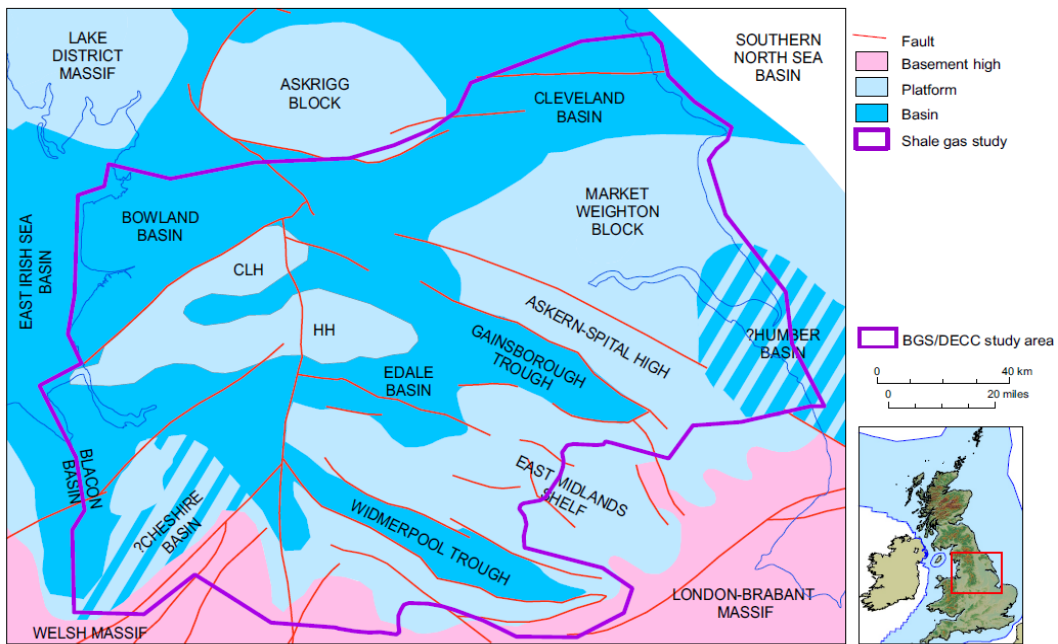 LAKE
DISTRICT
MASSIF
ASKRIGG
BLOCK
CLEVELAND
BASIN
SOUTHERN
NORTH SEA
BASIN
BOWLAND
BASIN
MARKET
WEIGHTON
BLOCK
EAST IRISH SEA
BASIN
CLH
HH
ASKERN-SPITAL HIGH
?HUMBER
BASIN
GAINSBOROUGH
TROUGH
EDALE
BASIN
BLACON
BASIN
?CHESHIRE
BASIN
EAST MIDLANDS
SHELF
WIDMERPOOL TROUGH
WELSH MASSIF
LONDON-BRABANT
MASSIF
Fault
Basement high
Platform
Basin
Shale gas study
BGS/DECC study area
0 40 km
0 20 miles